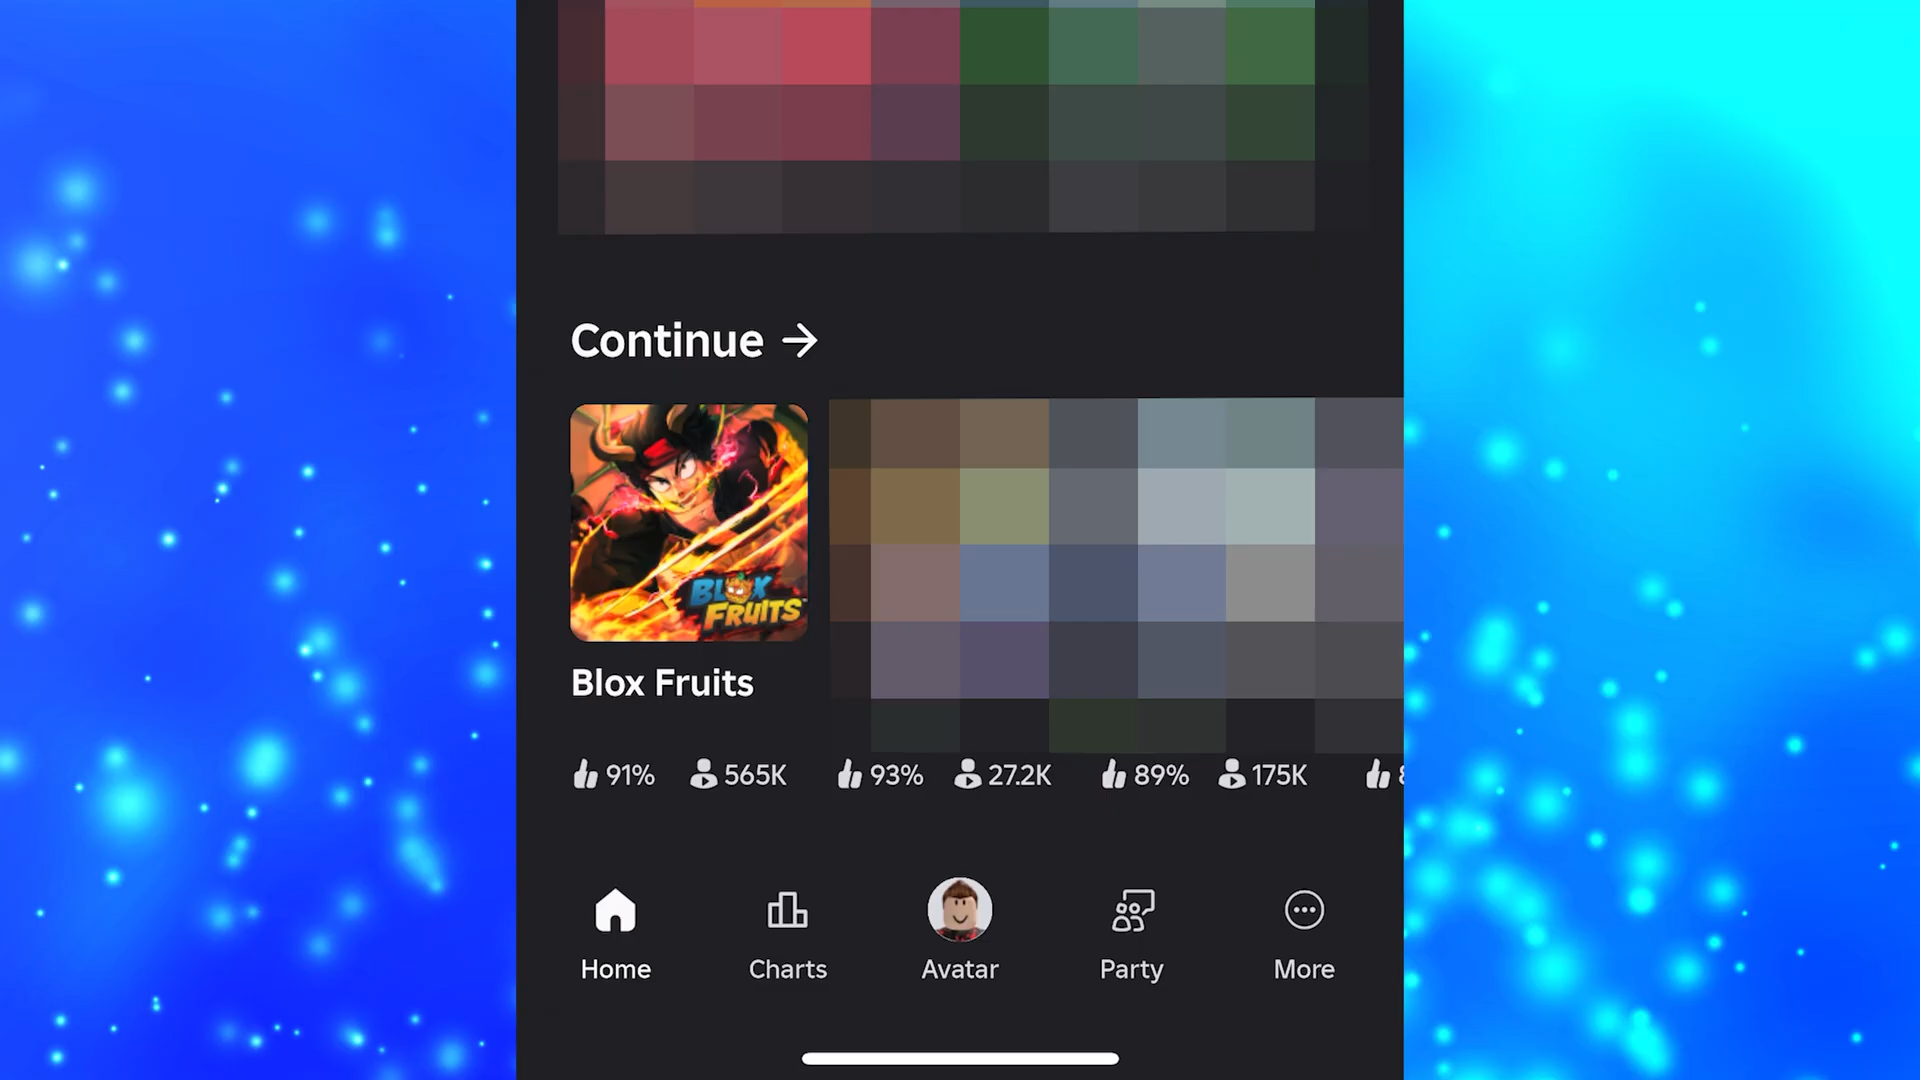 Continue →
BLOX
FRUITS
Blox Fruits
91% 565K 93% 27.2K 89% 175K
Home Charts Avatar Party More